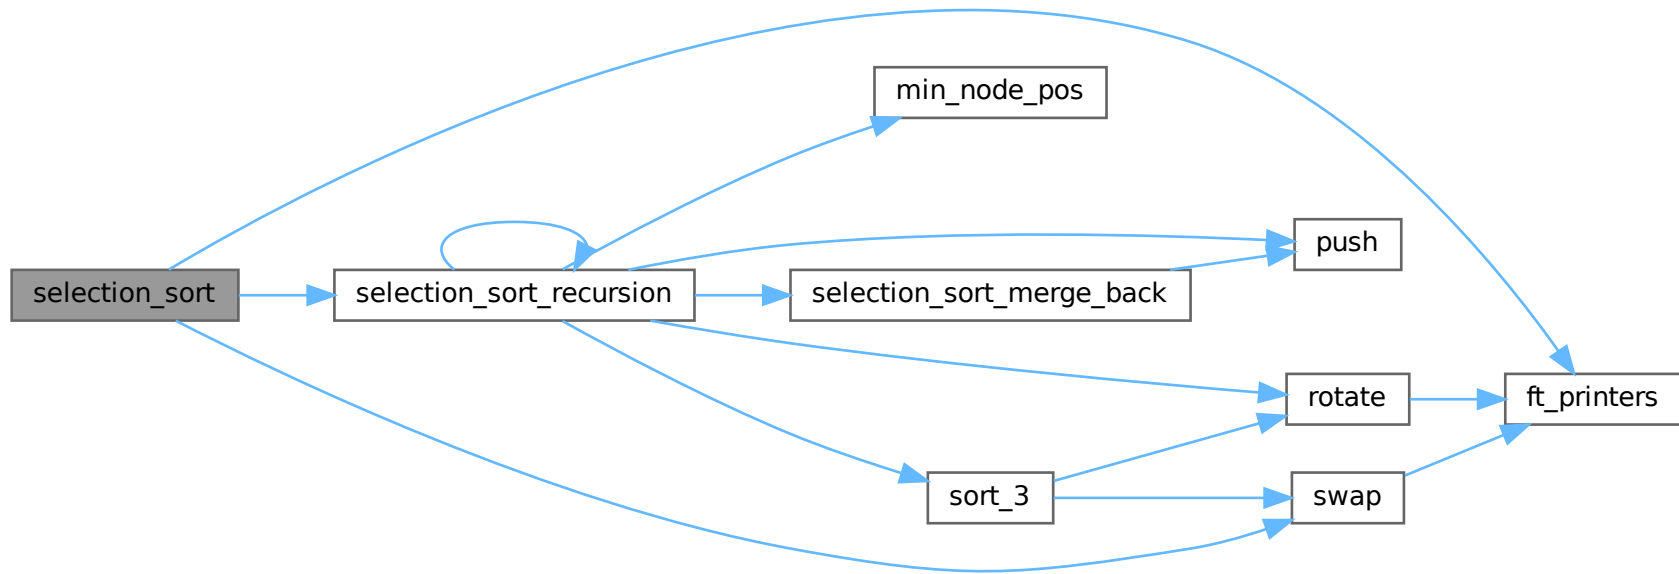 min_node_pos
push
selection_sort
selection_sort_recursion
selection_sort_merge_back
rotate
ft_printers
sort_3
swap